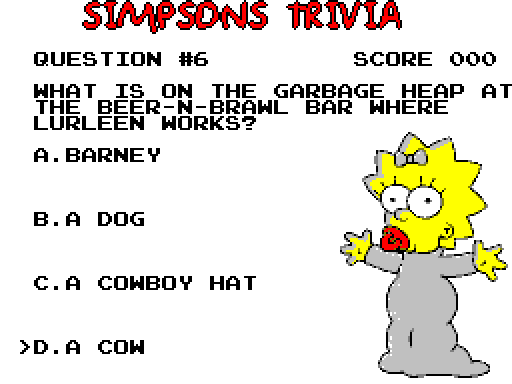 SIMPSONS TRIVIA
QUESTION #6 SCORE 000
WHAT IS ON THE GARBAGE HEAP AT
THE BEER-N-BRAWL BAR WHERE
LURLEEN WORKS?
A.BARNEY
B.A DOG
C.A COWBOY HAT
>D.A COW